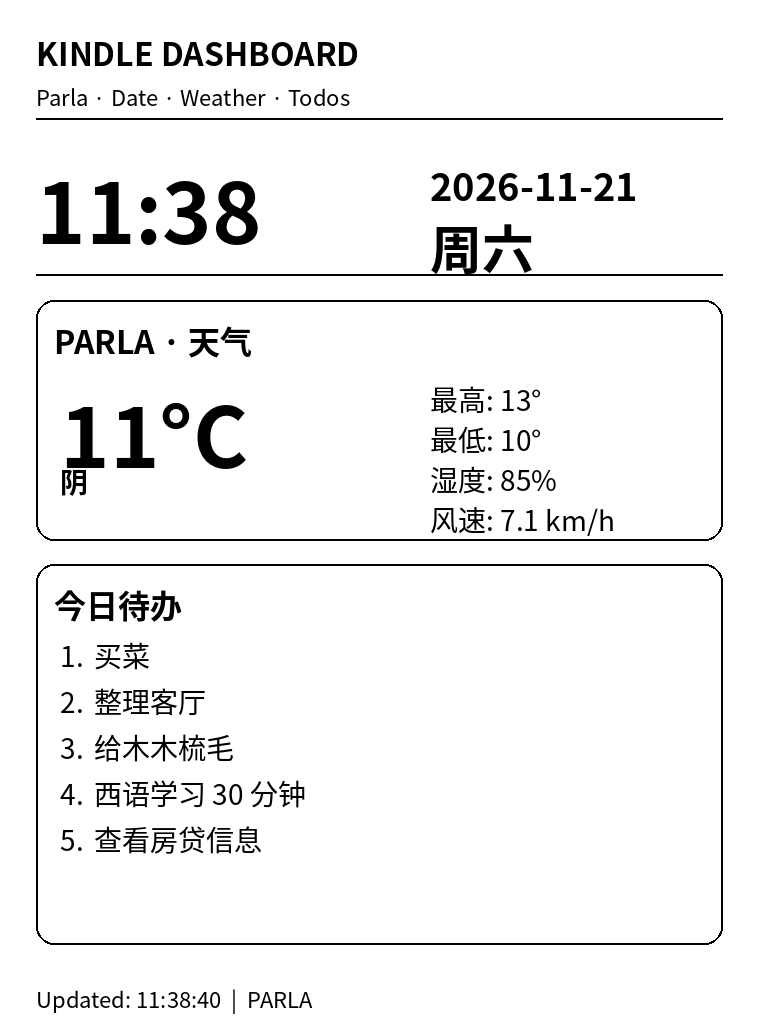 KINDLE DASHBOARD
Parla · Date · Weather · Todos
11:38
2026-11-21
周六
PARLA · 天气
11°C
阴
最高: 13°
最低: 10°
湿度: 85%
风速: 7.1 km/h
今日待办
1. 买菜
2. 整理客厅
3. 给木木梳毛
4. 西语学习 30 分钟
5. 查看房贷信息
Updated: 11:38:40 | PARLA